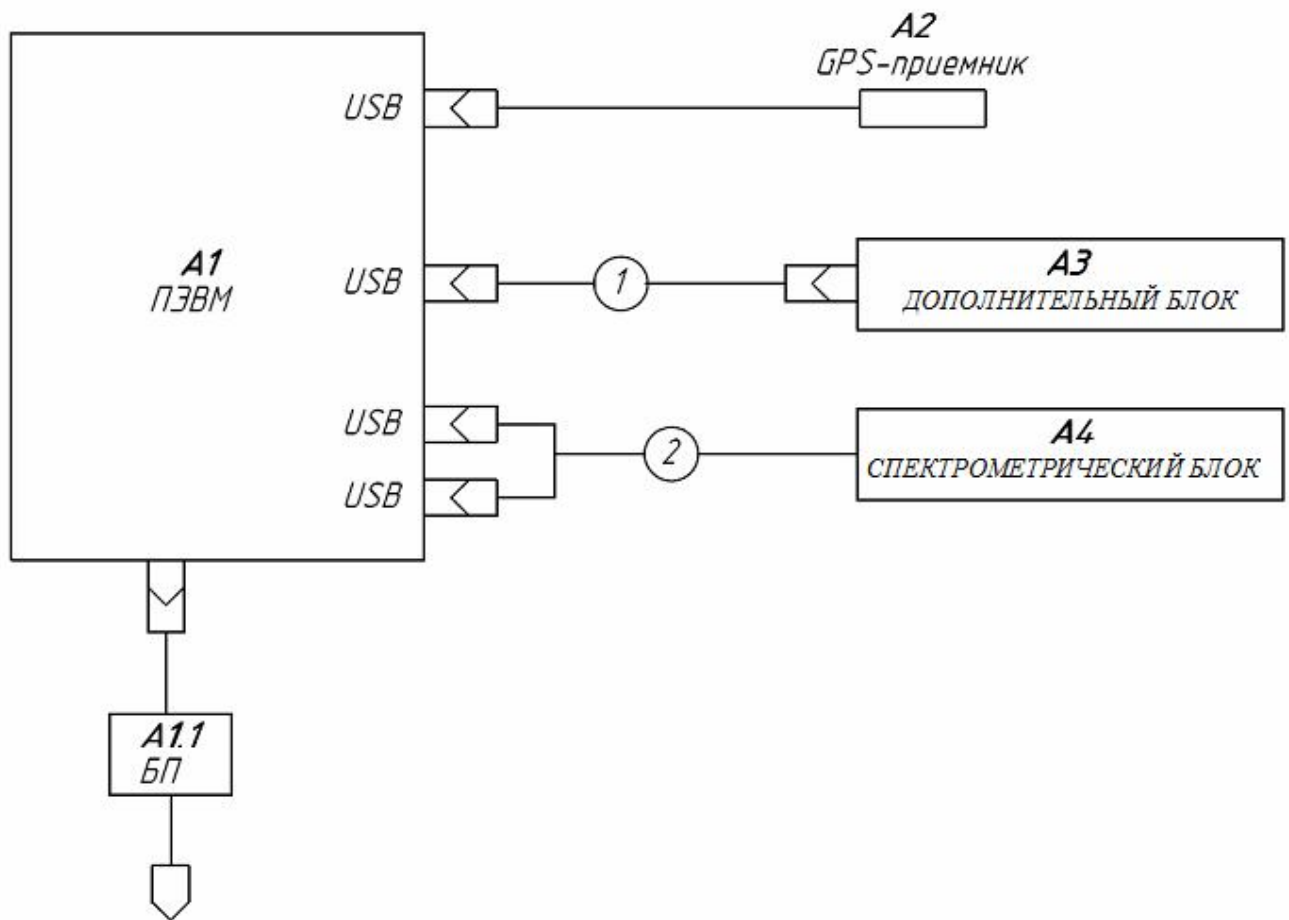 A2
GPS-приемник
USB
A1
ПЭВМ
USB
1
A3
ДОПОЛНИТЕЛЬНЫЙ БЛОК
USB
USB
2
A4
СПЕКТРОМЕТРИЧЕСКИЙ БЛОК
A1.1
БП